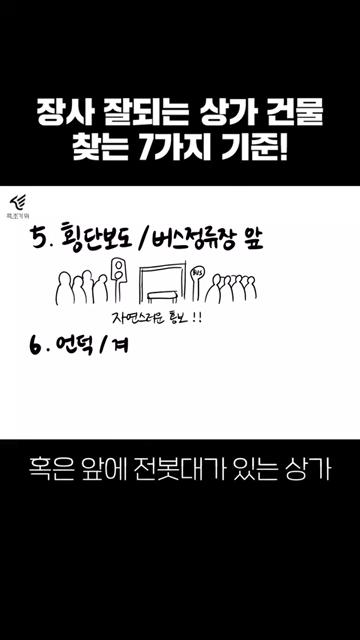 장사 잘되는 상가 건물
찾는 7가지 기준!
5. 횡단보도 / 버스정류장 앞
BUS
자연스러운 홍보 !!
6. 언덕 / 겨
혹은 앞에 전봇대가 있는 상가